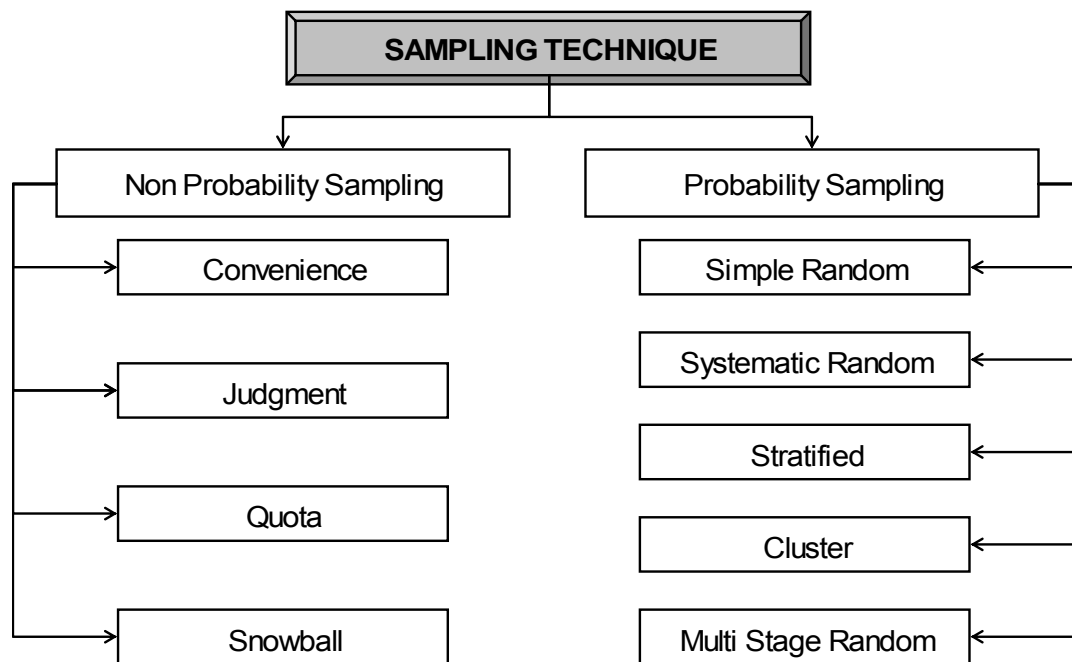 SAMPLING TECHNIQUE
Non Probability Sampling
Probability Sampling
Convenience
Judgment
Quota
Snowball
Simple Random
Systematic Random
Stratified
Cluster
Multi Stage Random